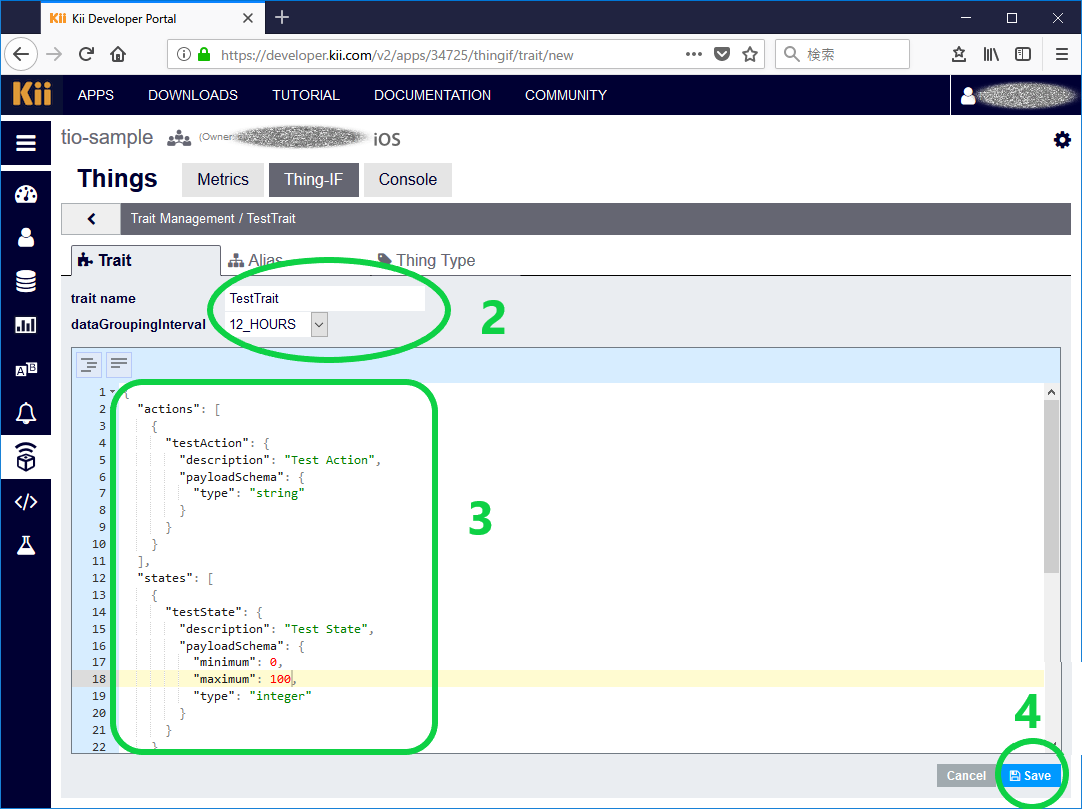 Kii Kii Developer Portal
https://developer.kii.com/v2/apps/34725/thingif/trait/new
検索
Kii APPS DOWNLOADS TUTORIAL DOCUMENTATION COMMUNITY
tio-sample (Owner: iOS
Things Metrics Thing-IF Console
Trait Management / TestTrait
Trait Alias Thing Type
trait name TestTrait
dataGroupingInterval 12_HOURS
2
1 {
2 "actions": [
3 {
4 "testAction": {
5 "description": "Test Action",
6 "payloadSchema": {
7 "type": "string"
8 }
9 }
10 }
11 ],
12 "states": [
13 {
14 "testState": {
15 "description": "Test State",
16 "payloadSchema": {
17 "minimum": 0,
18 "maximum": 100,
19 "type": "integer"
20 }
21 }
22 }
3
4
Cancel Save